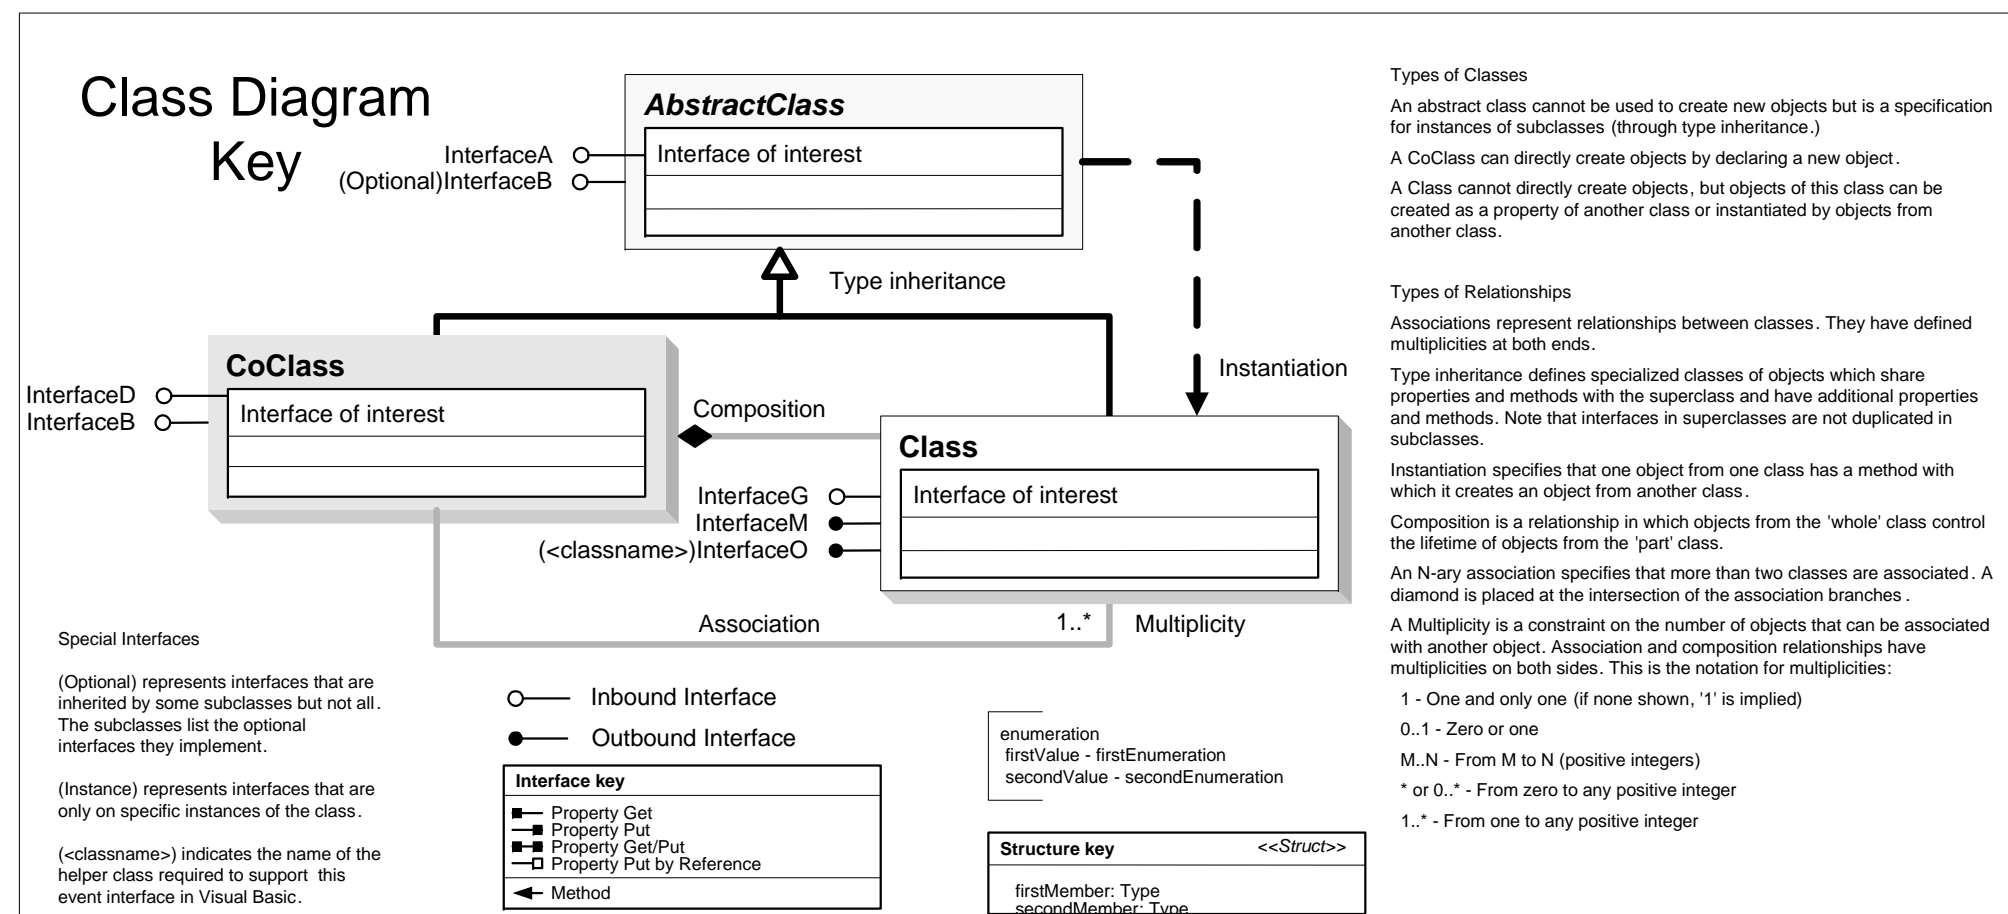 Class Diagram
Key
AbstractClass
Interface of interest
InterfaceA
(Optional)InterfaceB
Type inheritance
Instantiation
CoClass
Interface of interest
InterfaceD
InterfaceB
Composition
Class
Interface of interest
InterfaceG
InterfaceM
(<classname>)InterfaceO
Association
1..*
Multiplicity
Special Interfaces
(Optional) represents interfaces that are
inherited by some subclasses but not all.
The subclasses list the optional
interfaces they implement.
(Instance) represents interfaces that are
only on specific instances of the class.
(<classname>) indicates the name of the
helper class required to support this
event interface in Visual Basic.
Inbound Interface
Outbound Interface
Interface key
Property Get
Property Put
Property Get/Put
Property Put by Reference
Method
enumeration
firstValue - firstEnumeration
secondValue - secondEnumeration
Structure key <<Struct>>
firstMember: Type
secondMember: Type
Types of Classes
An abstract class cannot be used to create new objects but is a specification
for instances of subclasses (through type inheritance.)
A CoClass can directly create objects by declaring a new object.
A Class cannot directly create objects, but objects of this class can be
created as a property of another class or instantiated by objects from
another class.
Types of Relationships
Associations represent relationships between classes. They have defined
multiplicities at both ends.
Type inheritance defines specialized classes of objects which share
properties and methods with the superclass and have additional properties
and methods. Note that interfaces in superclasses are not duplicated in
subclasses.
Instantiation specifies that one object from one class has a method with
which it creates an object from another class.
Composition is a relationship in which objects from the 'whole' class control
the lifetime of objects from the 'part' class.
An N-ary association specifies that more than two classes are associated. A
diamond is placed at the intersection of the association branches.
A Multiplicity is a constraint on the number of objects that can be associated
with another object. Association and composition relationships have
multiplicities on both sides. This is the notation for multiplicities:
1 - One and only one (if none shown, '1' is implied)
0..1 - Zero or one
M..N - From M to N (positive integers)
* or 0..* - From zero to any positive integer
1..* - From one to any positive integer